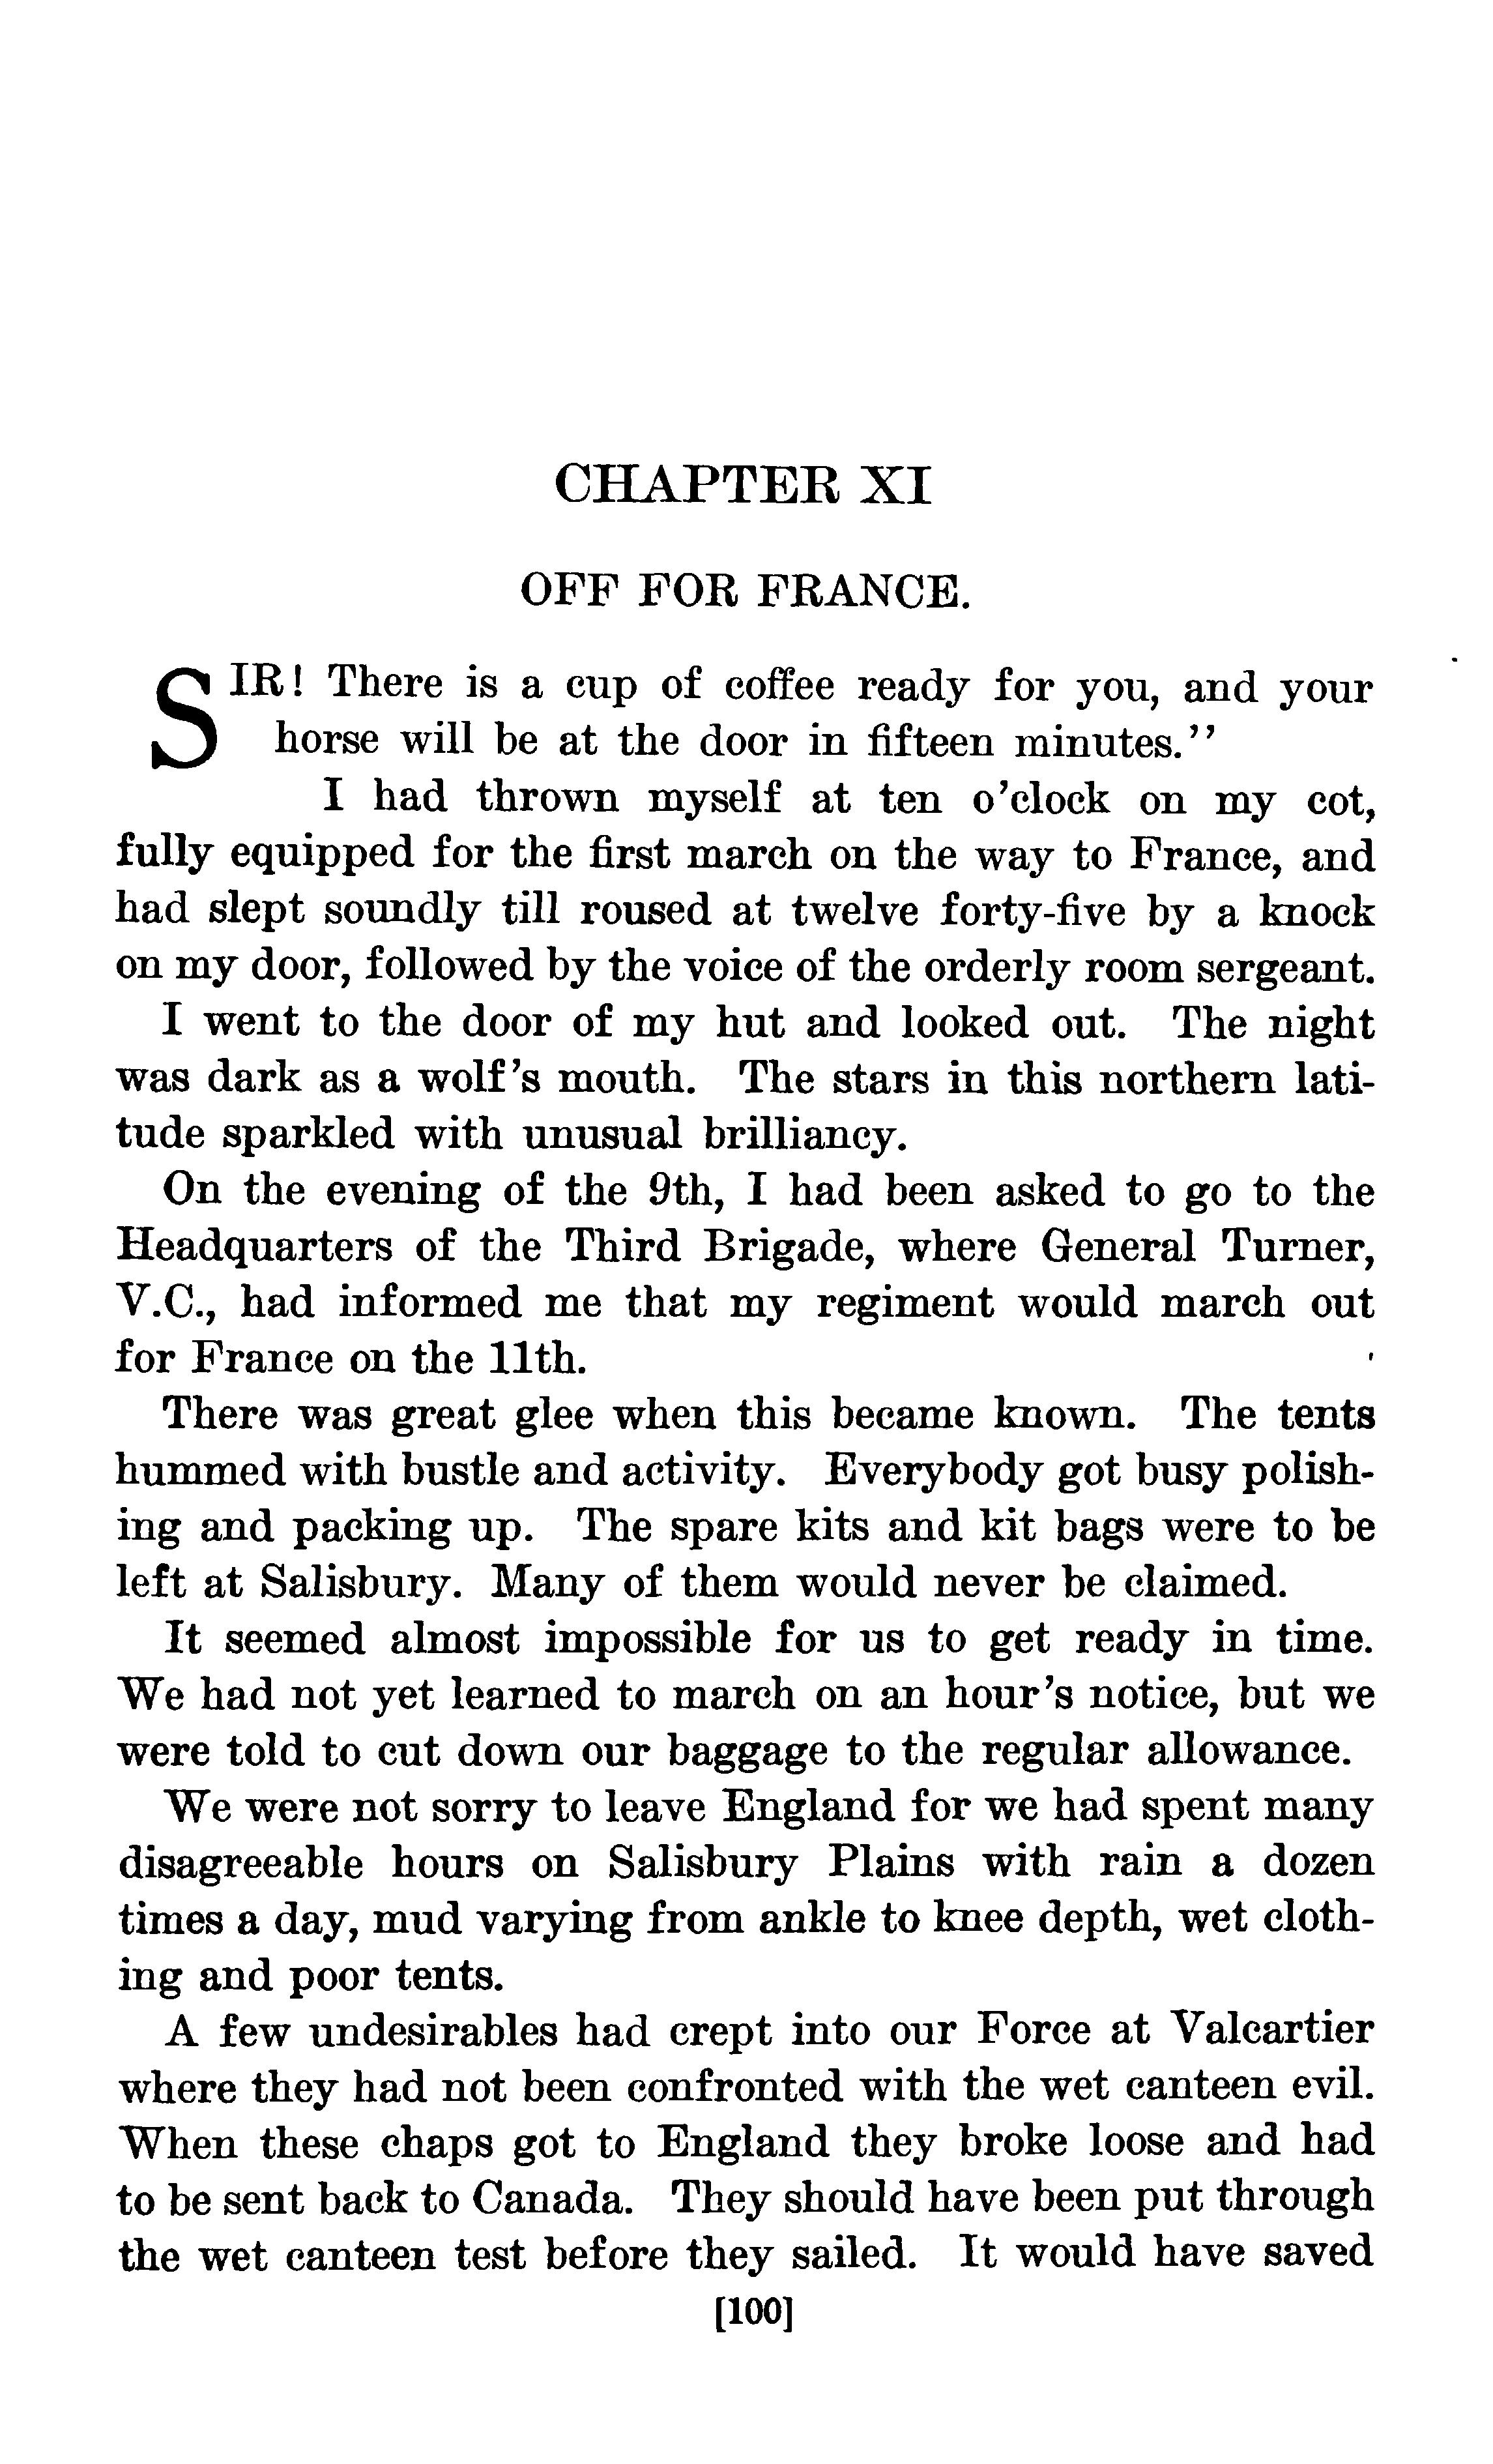 CHAPTER XI
OFF FOR FRANCE.
SIR! There is a cup of coffee ready for you, and your
horse will be at the door in fifteen minutes.''
I had thrown myself at ten o'clock on my cot,
fully equipped for the first march on the way to France, and
had slept soundly till roused at twelve forty-five by a knock
on my door, followed by the voice of the orderly room sergeant.
I went to the door of my hut and looked out. The night
was dark as a wolf's mouth. The stars in this northern lati-
tude sparkled with unusual brilliancy.
On the evening of the 9th, I had been asked to go to the
Headquarters of the Third Brigade, where General Turner,
V.C., had informed me that my regiment would march out
for France on the 11th.
There was great glee when this became known. The tents
hummed with bustle and activity. Everybody got busy polish-
ing and packing up. The spare kits and kit bags were to be
left at Salisbury. Many of them would never be claimed.
It seemed almost impossible for us to get ready in time.
We had not yet learned to march on an hour's notice, but we
were told to cut down our baggage to the regular allowance.
We were not sorry to leave England for we had spent many
disagreeable hours on Salisbury Plains with rain a dozen
times a day, mud varying from ankle to knee depth, wet cloth-
ing and poor tents.
A few undesirables had crept into our Force at Valcartier
where they had not been confronted with the wet canteen evil.
When these chaps got to England they broke loose and had
to be sent back to Canada. They should have been put through
the wet canteen test before they sailed. It would have saved
[100]